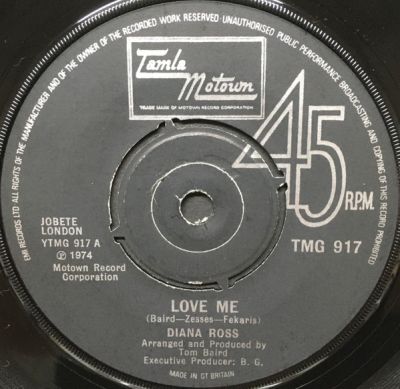 EMI RECORDS LTD ALL RIGHTS OF THE MANUFACTURER AND OF THE OWNER OF THE RECORDED WORK RESERVED · UNAUTHORISED PUBLIC PERFORMANCE BROADCASTING AND COPYING OF THIS RECORD PROHIBITED
Tamla
Motown
TRADE MARK OF MOTOWN RECORD CORPORATION
45
R.P.M.
JOBETE
LONDON
YTMG 917 A
Ⓟ 1974
Motown Record
Corporation
TMG 917
LOVE ME
(Baird—Zesses—Fekaris)
DIANA ROSS
Arranged and Produced by
Tom Baird
Executive Producer: B. G.
MADE IN GT BRITAIN